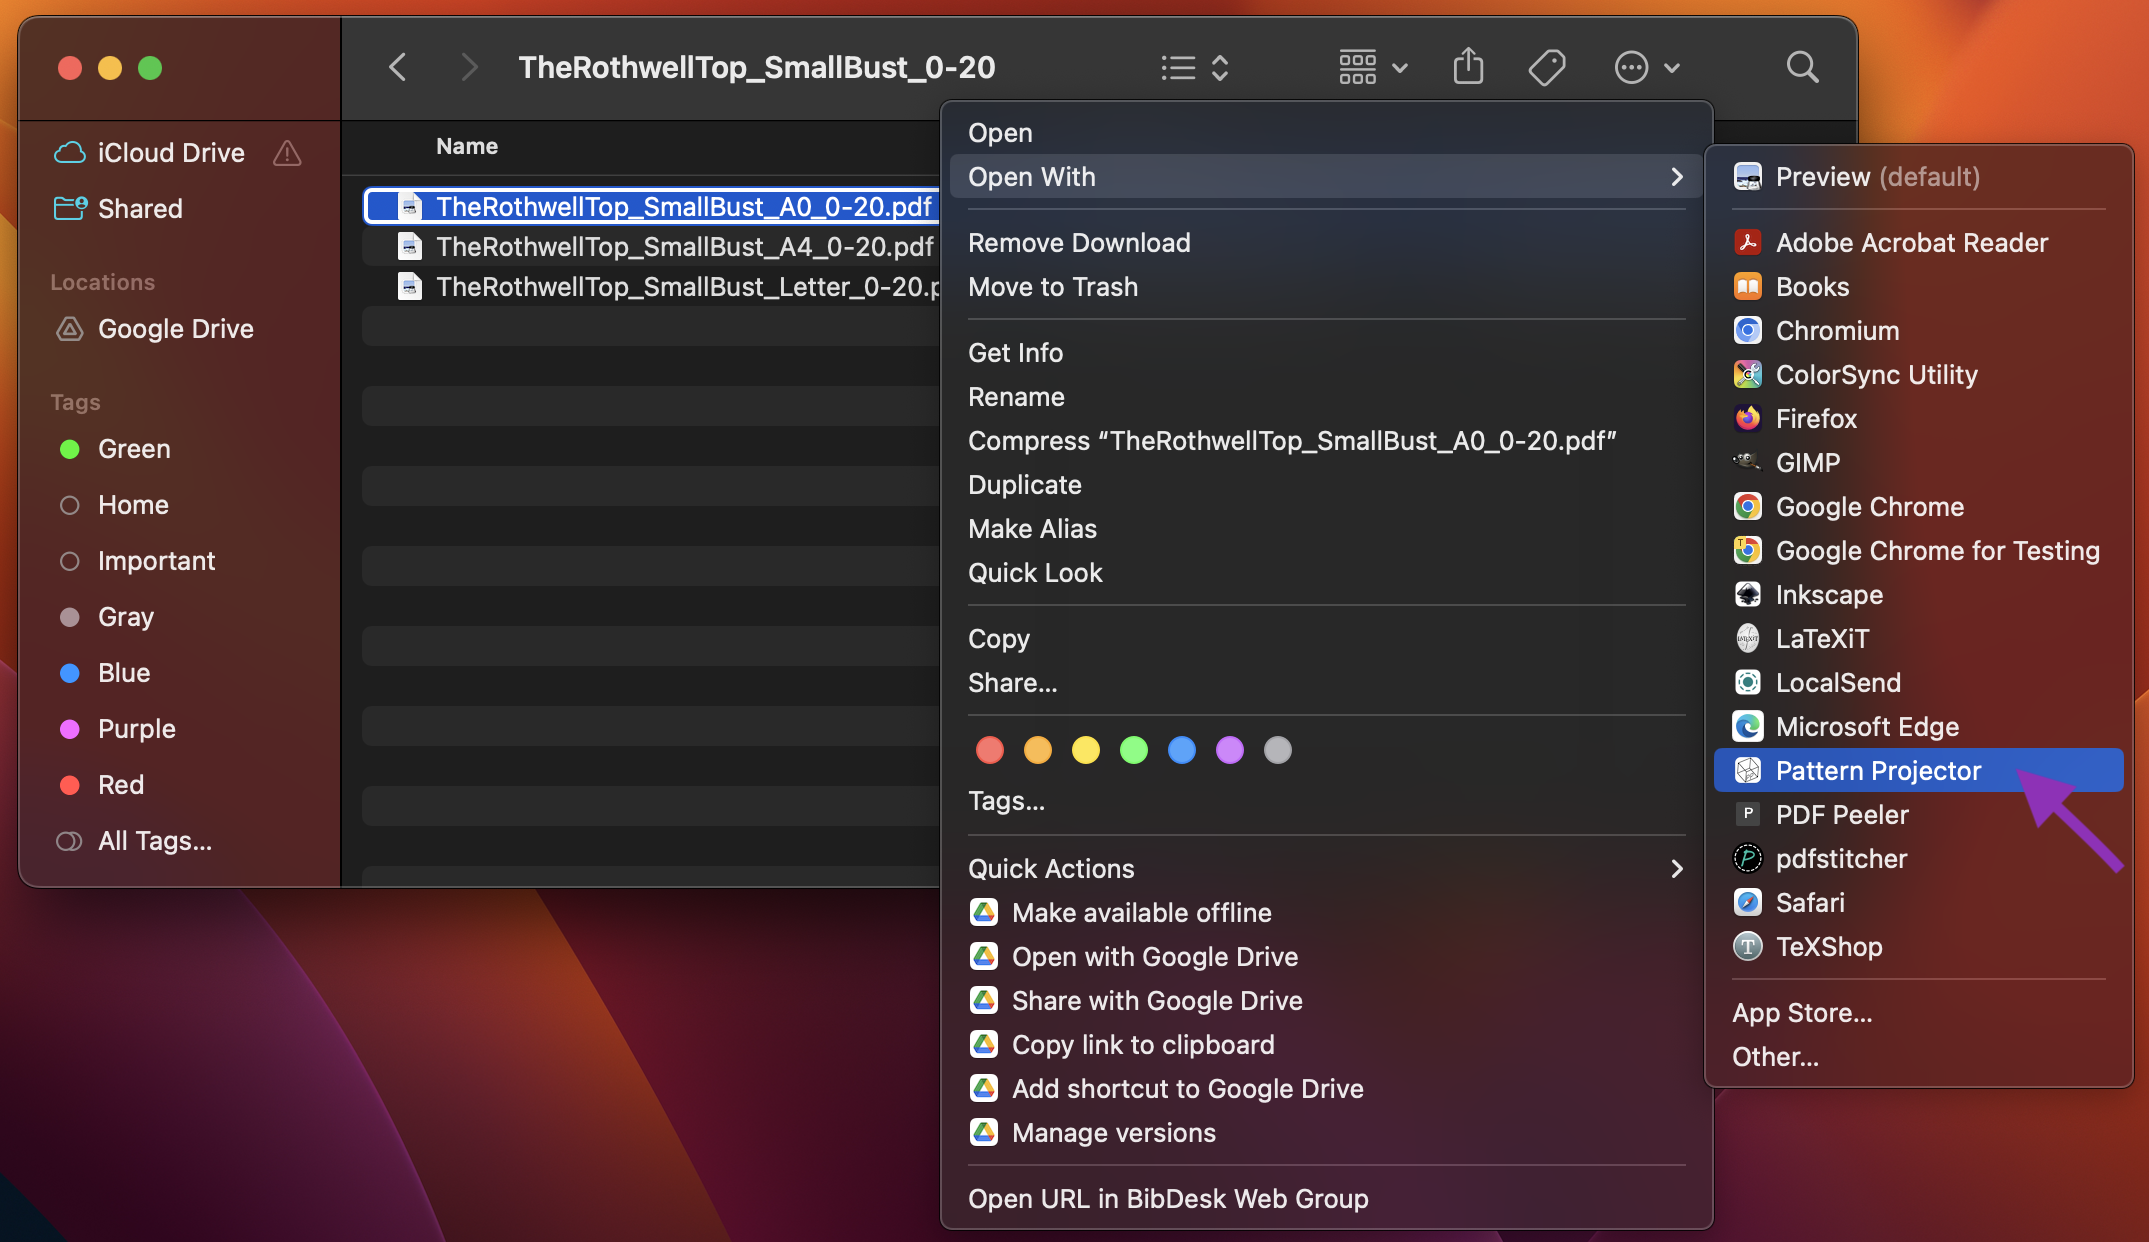 TheRothwellTop_SmallBust_0-20
iCloud Drive
Shared
Locations
Google Drive
Tags
Green
Home
Important
Gray
Blue
Purple
Red
All Tags...
Name
TheRothwellTop_SmallBust_A0_0-20.pdf
TheRothwellTop_SmallBust_A4_0-20.pdf
TheRothwellTop_SmallBust_Letter_0-20.p
Open
Open With
Remove Download
Move to Trash
Get Info
Rename
Compress “TheRothwellTop_SmallBust_A0_0-20.pdf”
Duplicate
Make Alias
Quick Look
Copy
Share...
Tags...
Quick Actions
Make available offline
Open with Google Drive
Share with Google Drive
Copy link to clipboard
Add shortcut to Google Drive
Manage versions
Open URL in BibDesk Web Group
Preview (default)
Adobe Acrobat Reader
Books
Chromium
ColorSync Utility
Firefox
GIMP
Google Chrome
Google Chrome for Testing
Inkscape
LaTeXiT
LocalSend
Microsoft Edge
Pattern Projector
P PDF Peeler
pdfstitcher
Safari
T TeXShop
App Store...
Other...